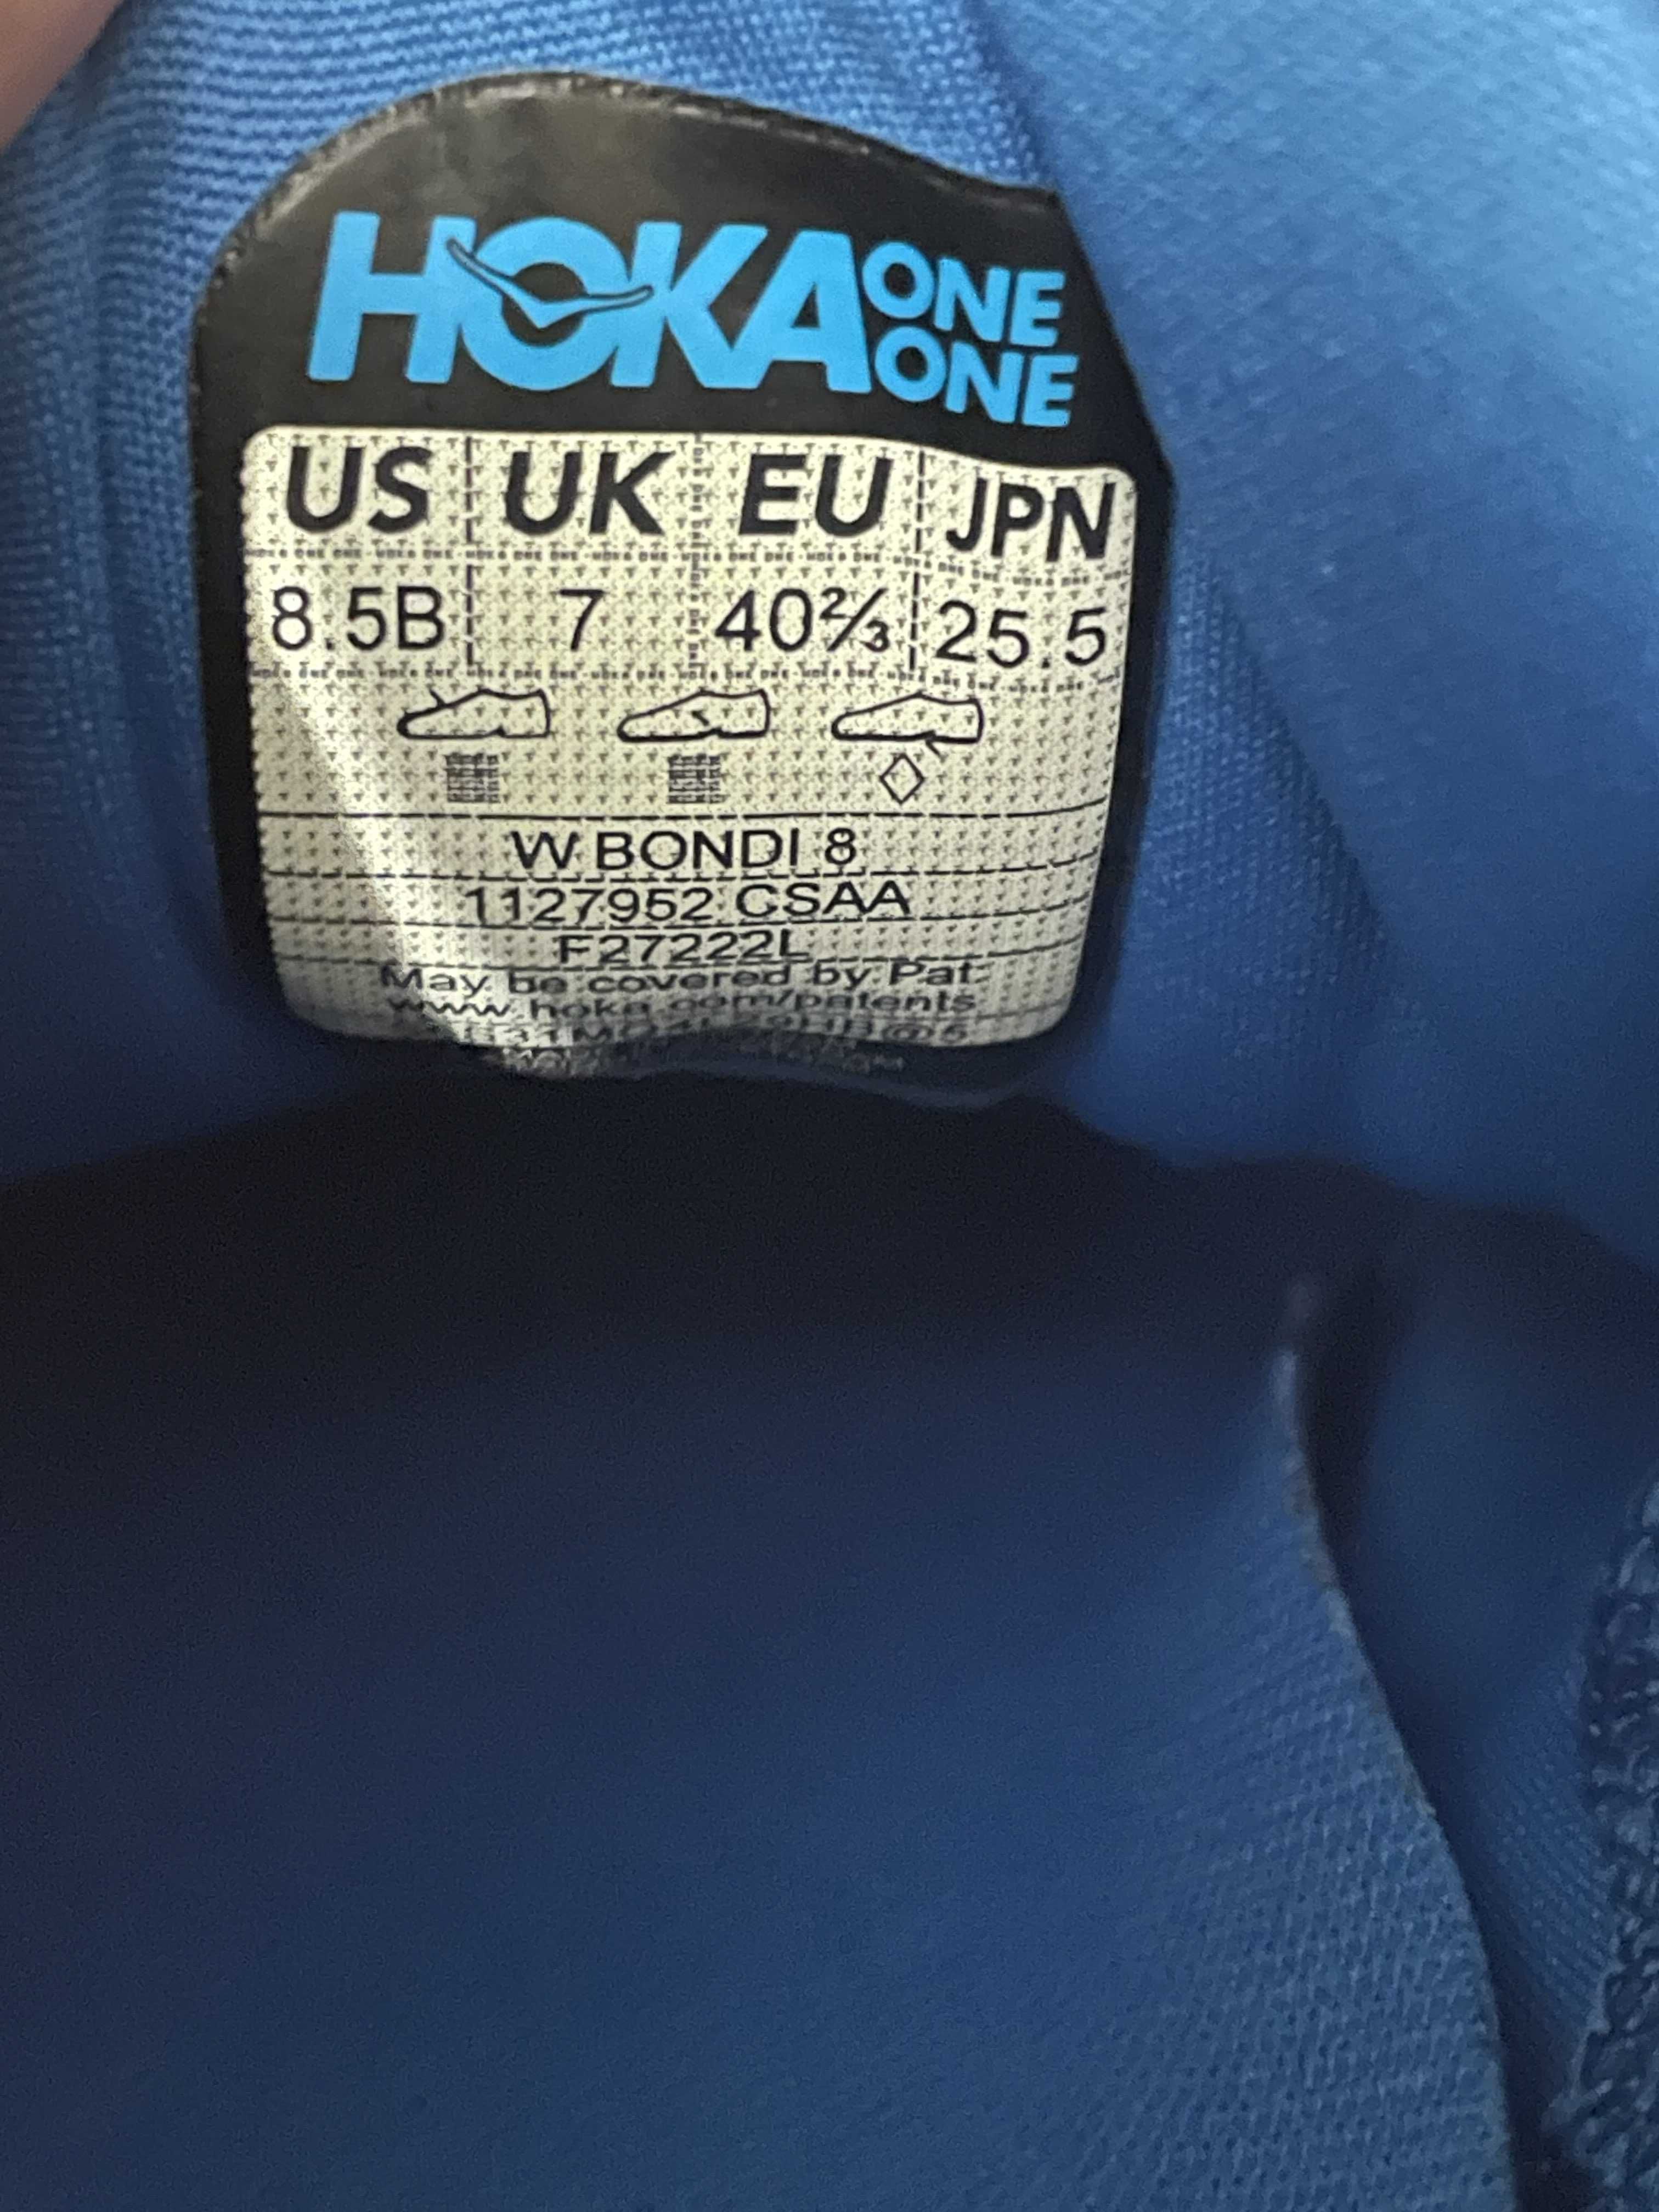 HOKA ONE ONE
US UK EU JPN
8.5B 7 40⅔ 25.5
W BONDI 8
1127952 CSAA
F27222L
May be covered by Pat.
www.hoka.com/patents